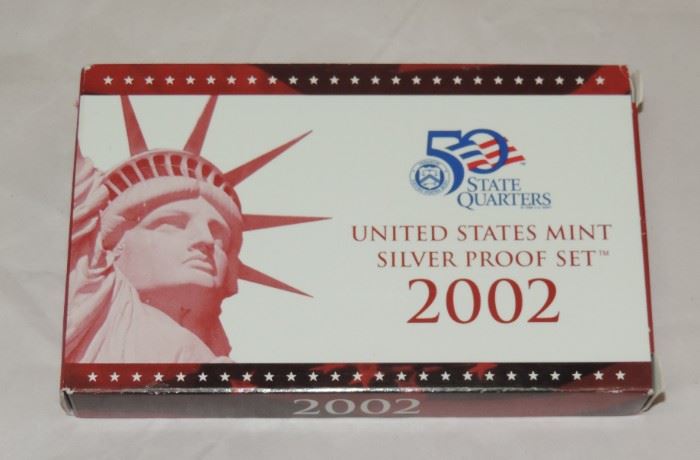 50
STATE
QUARTERS
UNITED STATES MINT
SILVER PROOF SET™
2002
2002